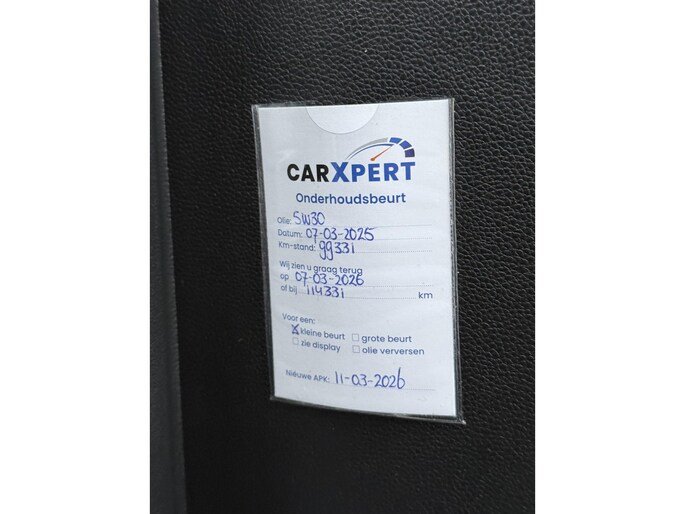 CARXPERT
Onderhoudsbeurt
Olie: 5W30
Datum: 07-03-2025
Km-stand: 99331
Wij zien u graag terug
op 07-03-2026
of bij 114331 km
Voor een:
☒ kleine beurt ☐ grote beurt
☐ zie display ☐ olie verversen
Nieuwe APK: 11-03-2026